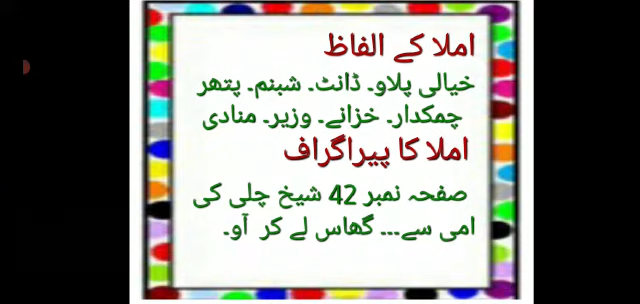 املا کے الفاظ
خیالی پلاو۔ ڈانٹ۔ شبنم۔ پتھر
چمکدار۔ خزانے۔ وزیر۔ منادی
املا کا پیراگراف
صفحہ نمبر 42 شیخ چلی کی
امی سے۔۔۔ گھاس لے کر آو۔